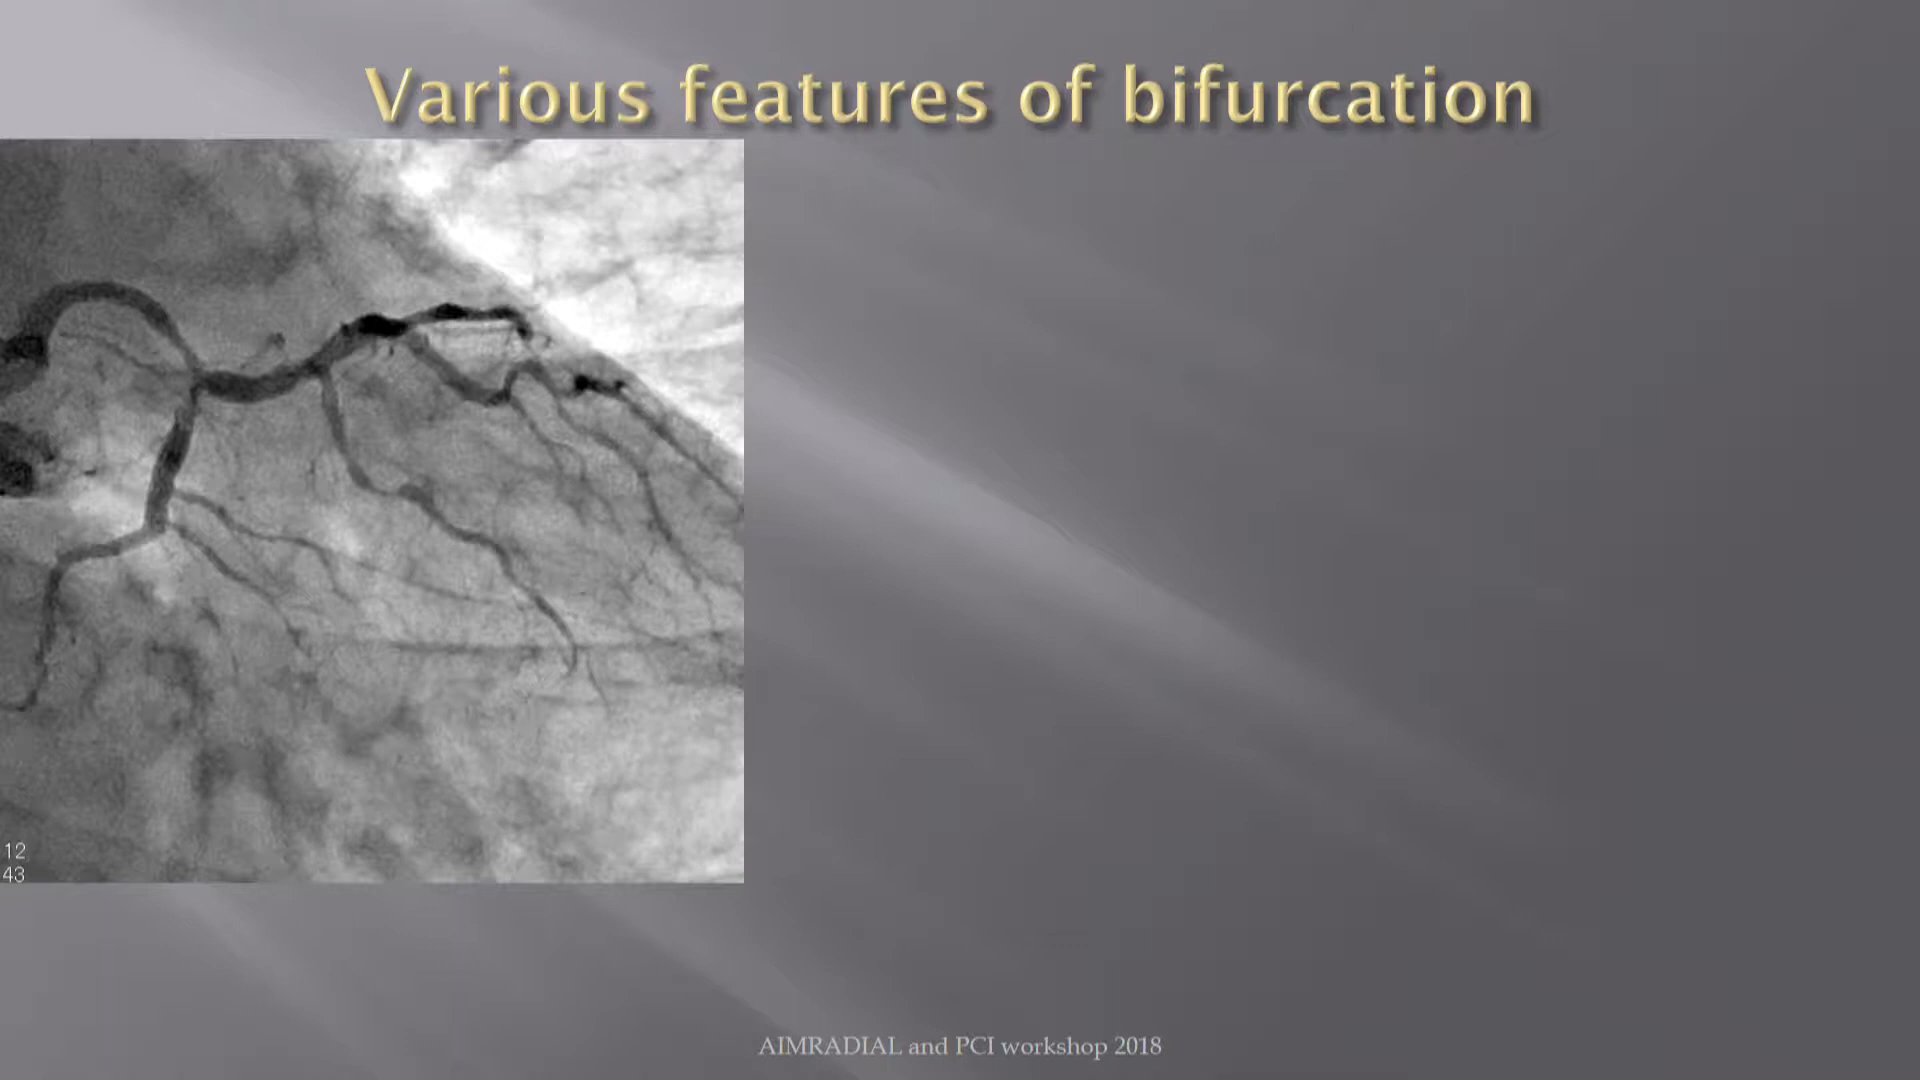 Various features of bifurcation
12
43
AIMRADIAL and PCI workshop 2018